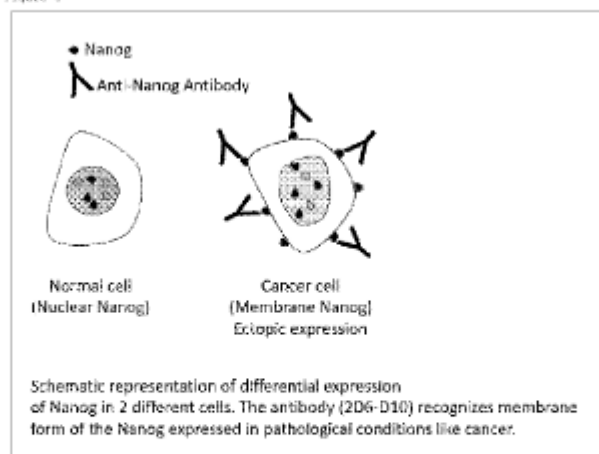 Nanog
Anti-Nanog Antibody
Normal cell
(Nuclear Nanog)
Cancer cell
(Membrane Nanog)
Ectopic expression
Schematic representation of differential expression
of Nanog in 2 different cells. The antibody (2D6-D10) recognizes membrane
form of the Nanog expressed in pathological conditions like cancer.